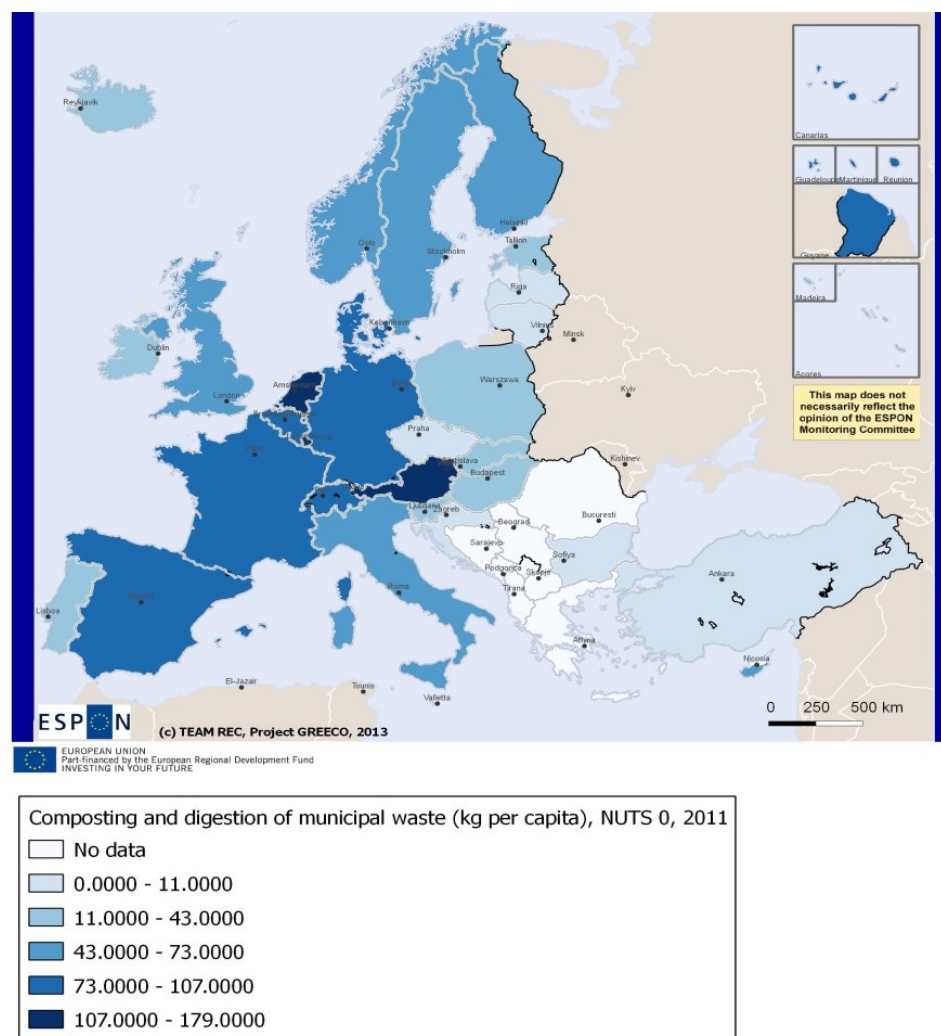 Reykjavík
Canarias
Guadeloupe
Martinique
Réunion
Guyane
Madeira
Acores
This map does not
necessarily reflect the
opinion of the ESPON
Monitoring Committee
Helsinki
Oslo
Stockholm
Tallinn
Riga
København
Vilnius
Minsk
Dublin
Amsterdam
London
Warszawa
Kyiv
Praha
Paris
Bratislava
Budapest
Kishinev
Ljubljana
Zagreb
Beograd
Bucuresti
Sarajevo
Podgorica
Sofiya
Skopje
Tirana
Ankara
Madrid
Roma
Lisboa
Athina
Nicosia
El-Jazair
Tounis
Valletta
0 250 500 km
ESPON
(c) TEAM REC, Project GREECO, 2013
EUROPEAN UNION
Part-financed by the European Regional Development Fund
INVESTING IN YOUR FUTURE
Composting and digestion of municipal waste (kg per capita), NUTS 0, 2011
No data
0.0000 - 11.0000
11.0000 - 43.0000
43.0000 - 73.0000
73.0000 - 107.0000
107.0000 - 179.0000